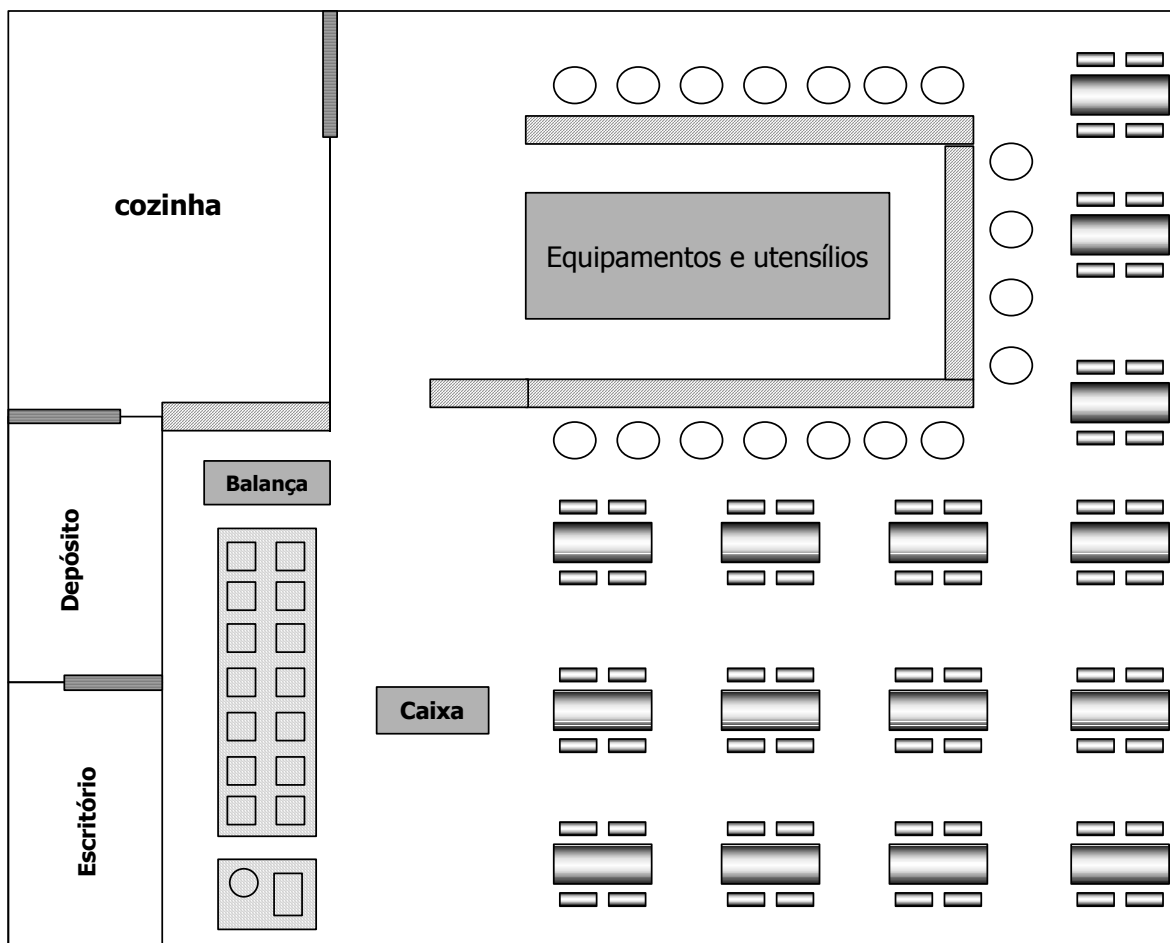 cozinha
Equipamentos e utensílios
Balança
Depósito
Caixa
Escritório